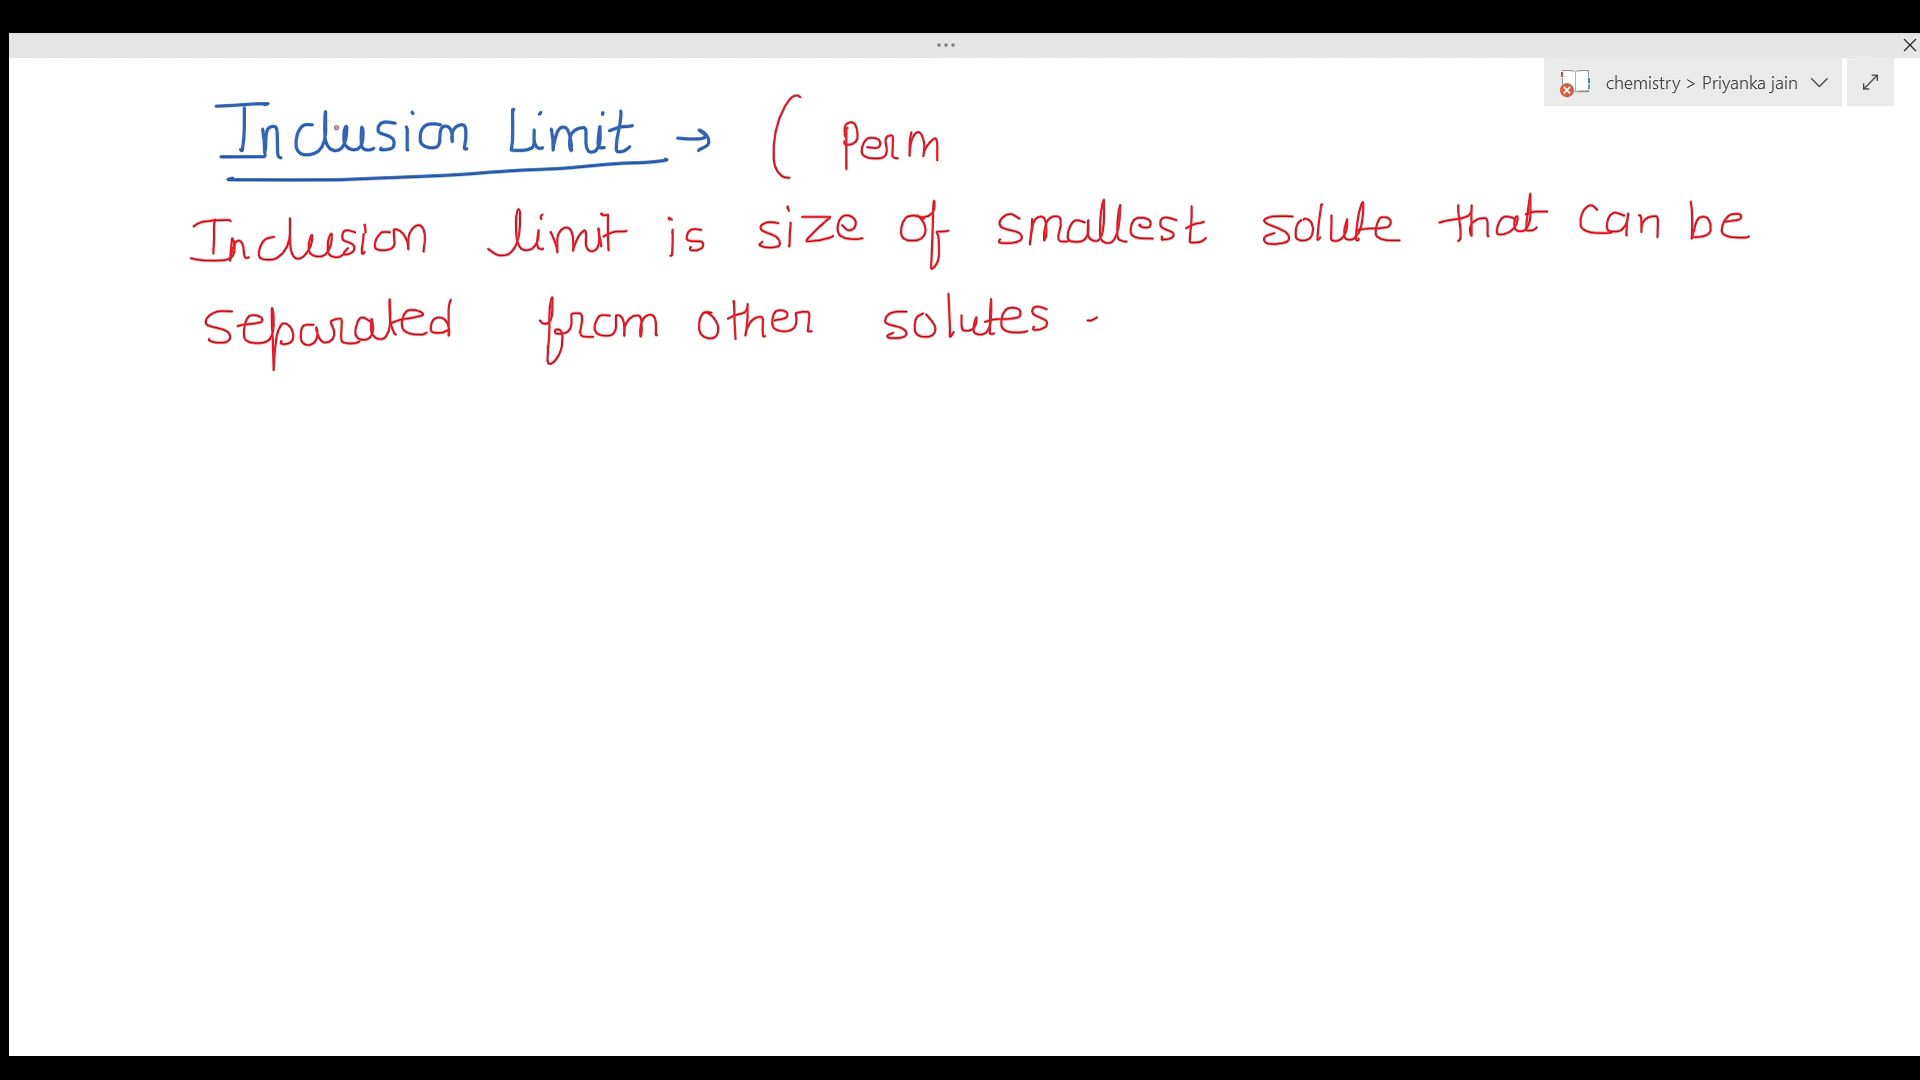 chemistry > Priyanka jain
Inclusion Limit → ( Perm
Inclusion limit is size of smallest solute that can be
separated from other solutes -